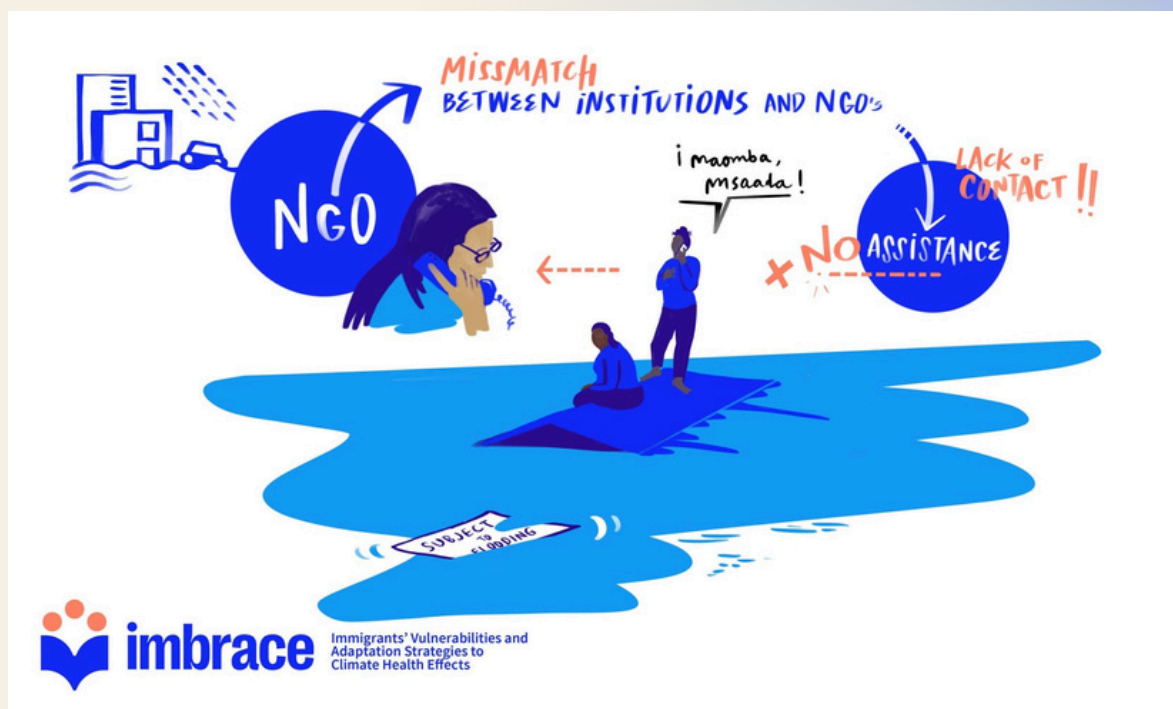 MISSMATCH
BETWEEN INSTITUTIONS AND NGO's
NGO
¡ maomba,
msaada!
LACK OF
CONTACT!!
+ NO ASSISTANCE
SUBJECT
TO
FLOODING
imbrace
Immigrants' Vulnerabilities and
Adaptation Strategies to
Climate Health Effects